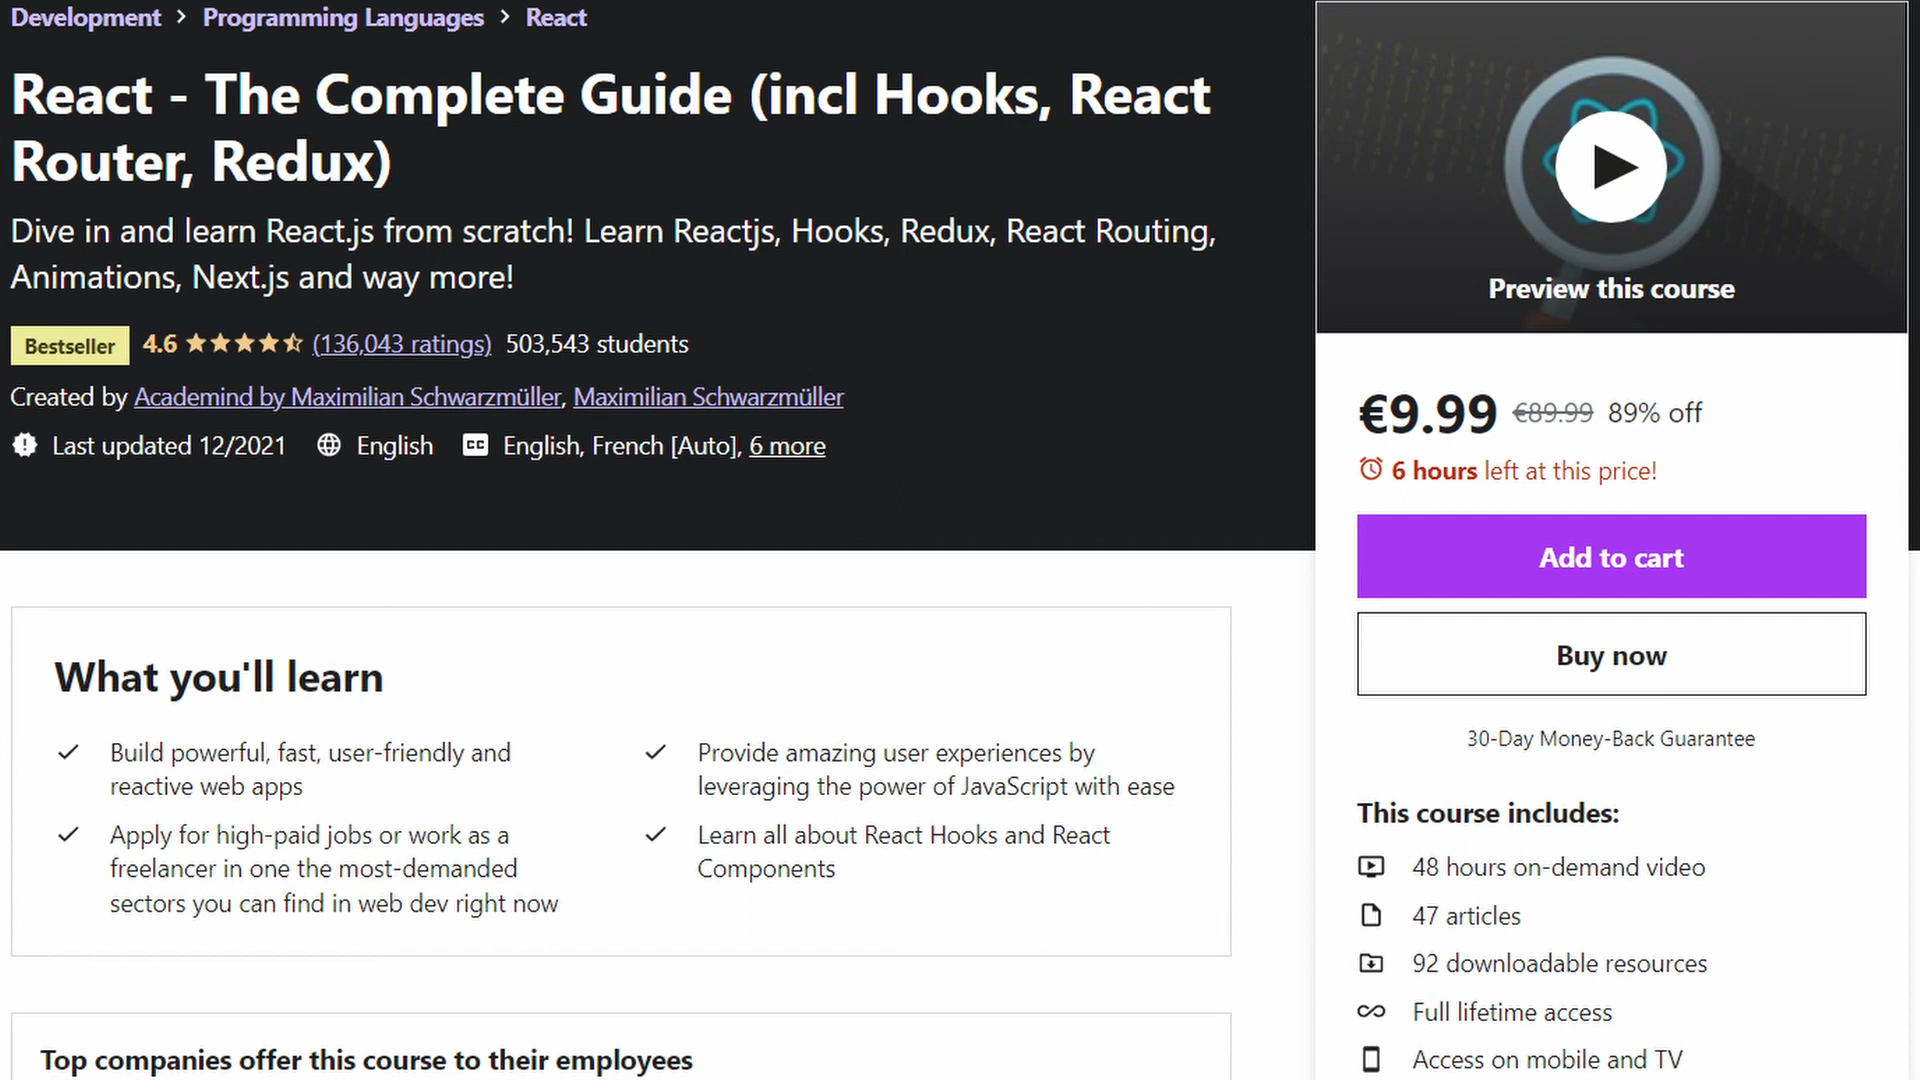 Development > Programming Languages > React
React - The Complete Guide (incl Hooks, React
Router, Redux)
Dive in and learn React.js from scratch! Learn Reactjs, Hooks, Redux, React Routing,
Animations, Next.js and way more!
Bestseller 4.6 (136,043 ratings) 503,543 students
Created by Academind by Maximilian Schwarzmüller, Maximilian Schwarzmüller
Last updated 12/2021 English CC English, French [Auto], 6 more
Preview this course
€9.99 €89.99 89% off
6 hours left at this price!
Add to cart
Buy now
30-Day Money-Back Guarantee
This course includes:
48 hours on-demand video
47 articles
92 downloadable resources
Full lifetime access
Access on mobile and TV
What you'll learn
Build powerful, fast, user-friendly and
reactive web apps
Apply for high-paid jobs or work as a
freelancer in one the most-demanded
sectors you can find in web dev right now
Provide amazing user experiences by
leveraging the power of JavaScript with ease
Learn all about React Hooks and React
Components
Top companies offer this course to their employees